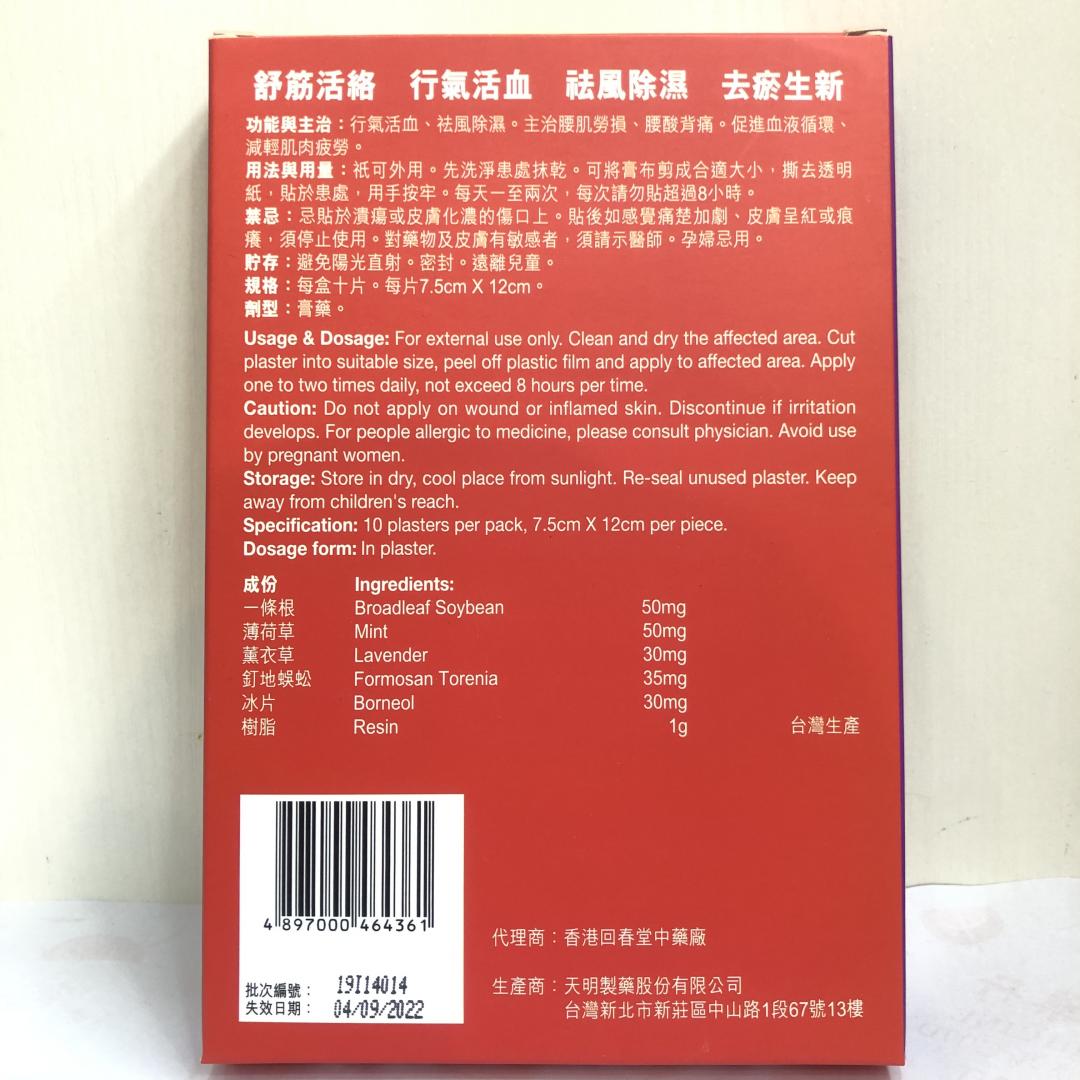 舒筋活絡 行氣活血 祛風除濕 去瘀生新
功能與主治：行氣活血、祛風除濕。主治腰肌勞損、腰酸背痛。促進血液循環、
減輕肌肉疲勞。
用法與用量：祇可外用。先洗淨患處抹乾。可將膏布剪成合適大小，撕去透明
紙，貼於患處，用手按牢。每天一至兩次，每次請勿貼超過8小時。
禁忌：忌貼於潰瘍或皮膚化濃的傷口上。貼後如感覺痛楚加劇、皮膚呈紅或痕
癢，須停止使用。對藥物及皮膚有敏感者，須請示醫師。孕婦忌用。
貯存：避免陽光直射。密封。遠離兒童。
規格：每盒十片。每片7.5cm X 12cm。
劑型：膏藥。
Usage & Dosage: For external use only. Clean and dry the affected area. Cut
plaster into suitable size, peel off plastic film and apply to affected area. Apply
one to two times daily, not exceed 8 hours per time.
Caution: Do not apply on wound or inflamed skin. Discontinue if irritation
develops. For people allergic to medicine, please consult physician. Avoid use
by pregnant women.
Storage: Store in dry, cool place from sunlight. Re-seal unused plaster. Keep
away from children's reach.
Specification: 10 plasters per pack, 7.5cm X 12cm per piece.
Dosage form: In plaster.
成份 Ingredients:
一條根 Broadleaf Soybean 50mg
薄荷草 Mint 50mg
薰衣草 Lavender 30mg
釘地蜈蚣 Formosan Torenia 35mg
冰片 Borneol 30mg
樹脂 Resin 1g 台灣生產
4 897000 464361
代理商：香港回春堂中藥廠
批次編號： 19I14014
失效日期： 04/09/2022
生產商：天明製藥股份有限公司
台灣新北市新莊區中山路1段67號13樓